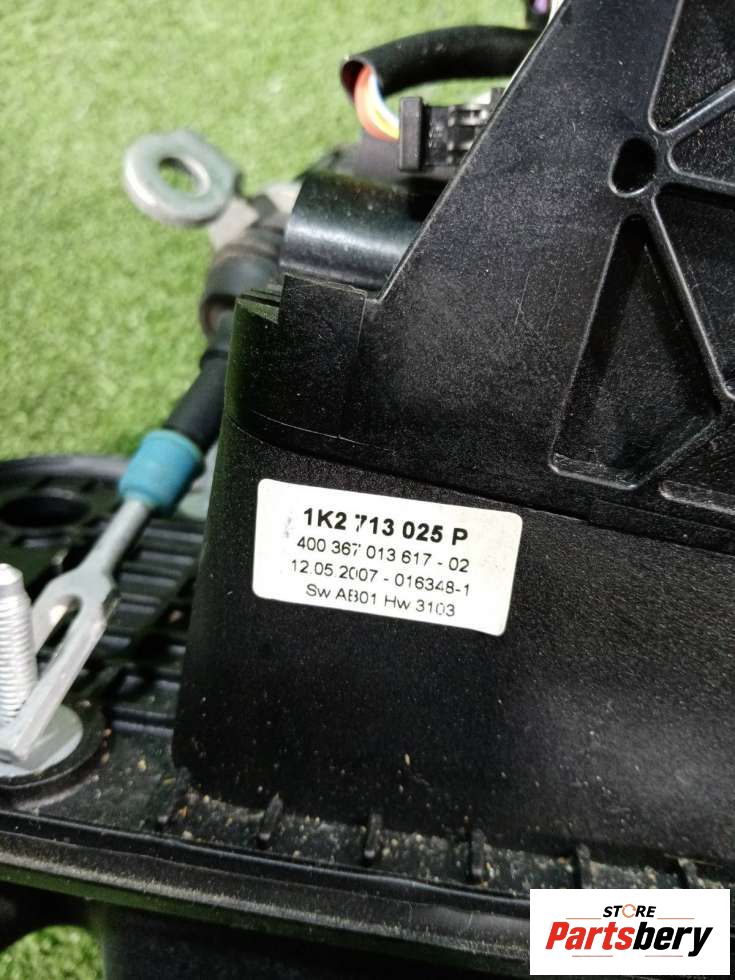 1K2 713 025 P
400 367 013 617 - 02
12.05.2007 - 016348-1
Sw AB01 Hw 3103
STORE
Partsbery